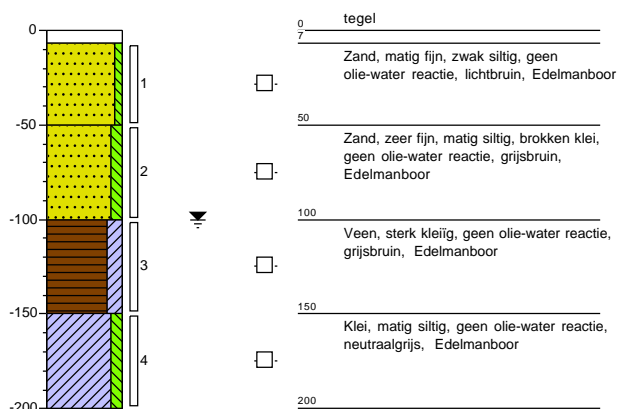 0
-50
-100
-150
-200
1
2
3
4
0
tegel
7
Zand, matig fijn, zwak siltig, geen
olie-water reactie, lichtbruin, Edelmanboor
50
Zand, zeer fijn, matig siltig, brokken klei,
geen olie-water reactie, grijsbruin,
Edelmanboor
100
Veen, sterk kleiïg, geen olie-water reactie,
grijsbruin, Edelmanboor
150
Klei, matig siltig, geen olie-water reactie,
neutraalgrijs, Edelmanboor
200